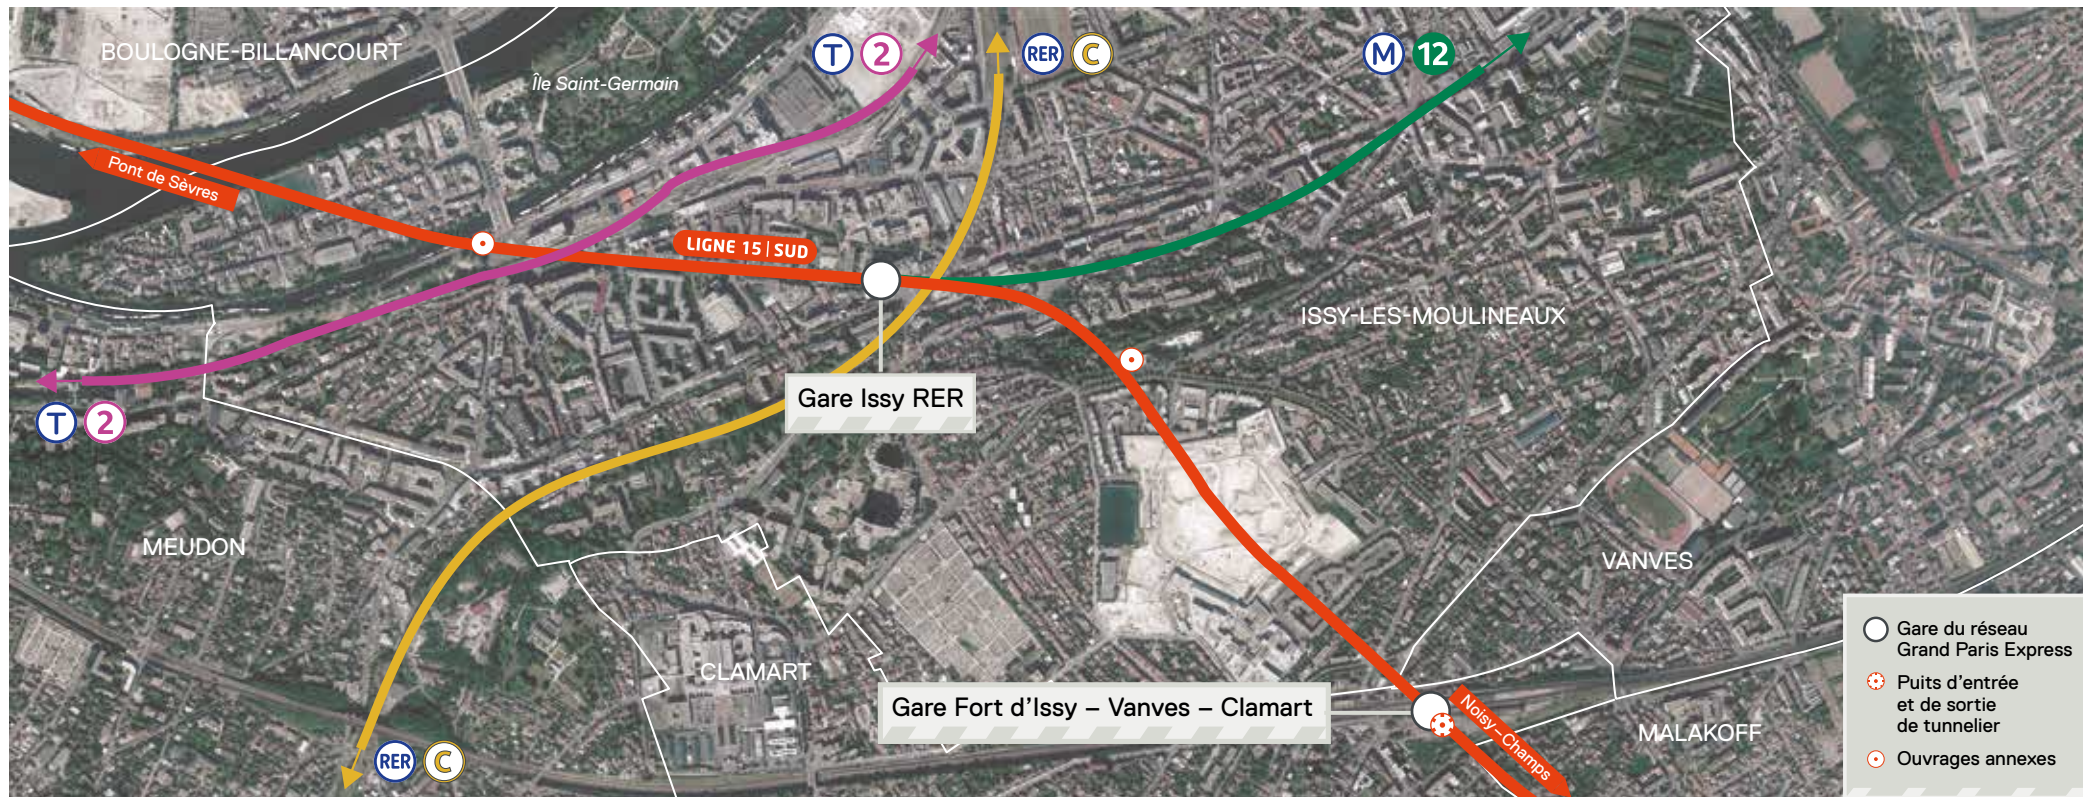 BOULOGNE-BILLANCOURT
Île Saint-Germain
T 2
RER C
M 12
Pont de Sèvres
LIGNE 15 | SUD
ISSY-LES-MOULINEAUX
Gare Issy RER
T 2
MEUDON
VANVES
CLAMART
Gare Fort d'Issy – Vanves – Clamart
Noisy – Champs
MALAKOFF
RER C
Gare du réseau
Grand Paris Express
Puits d'entrée
et de sortie
de tunnelier
Ouvrages annexes